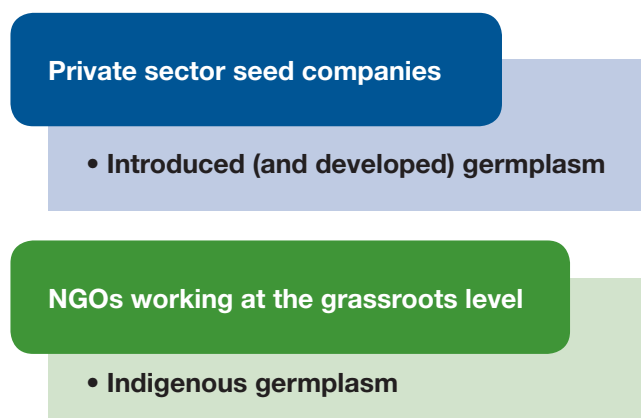 Private sector seed companies
• Introduced (and developed) germplasm
NGOs working at the grassroots level
• Indigenous germplasm